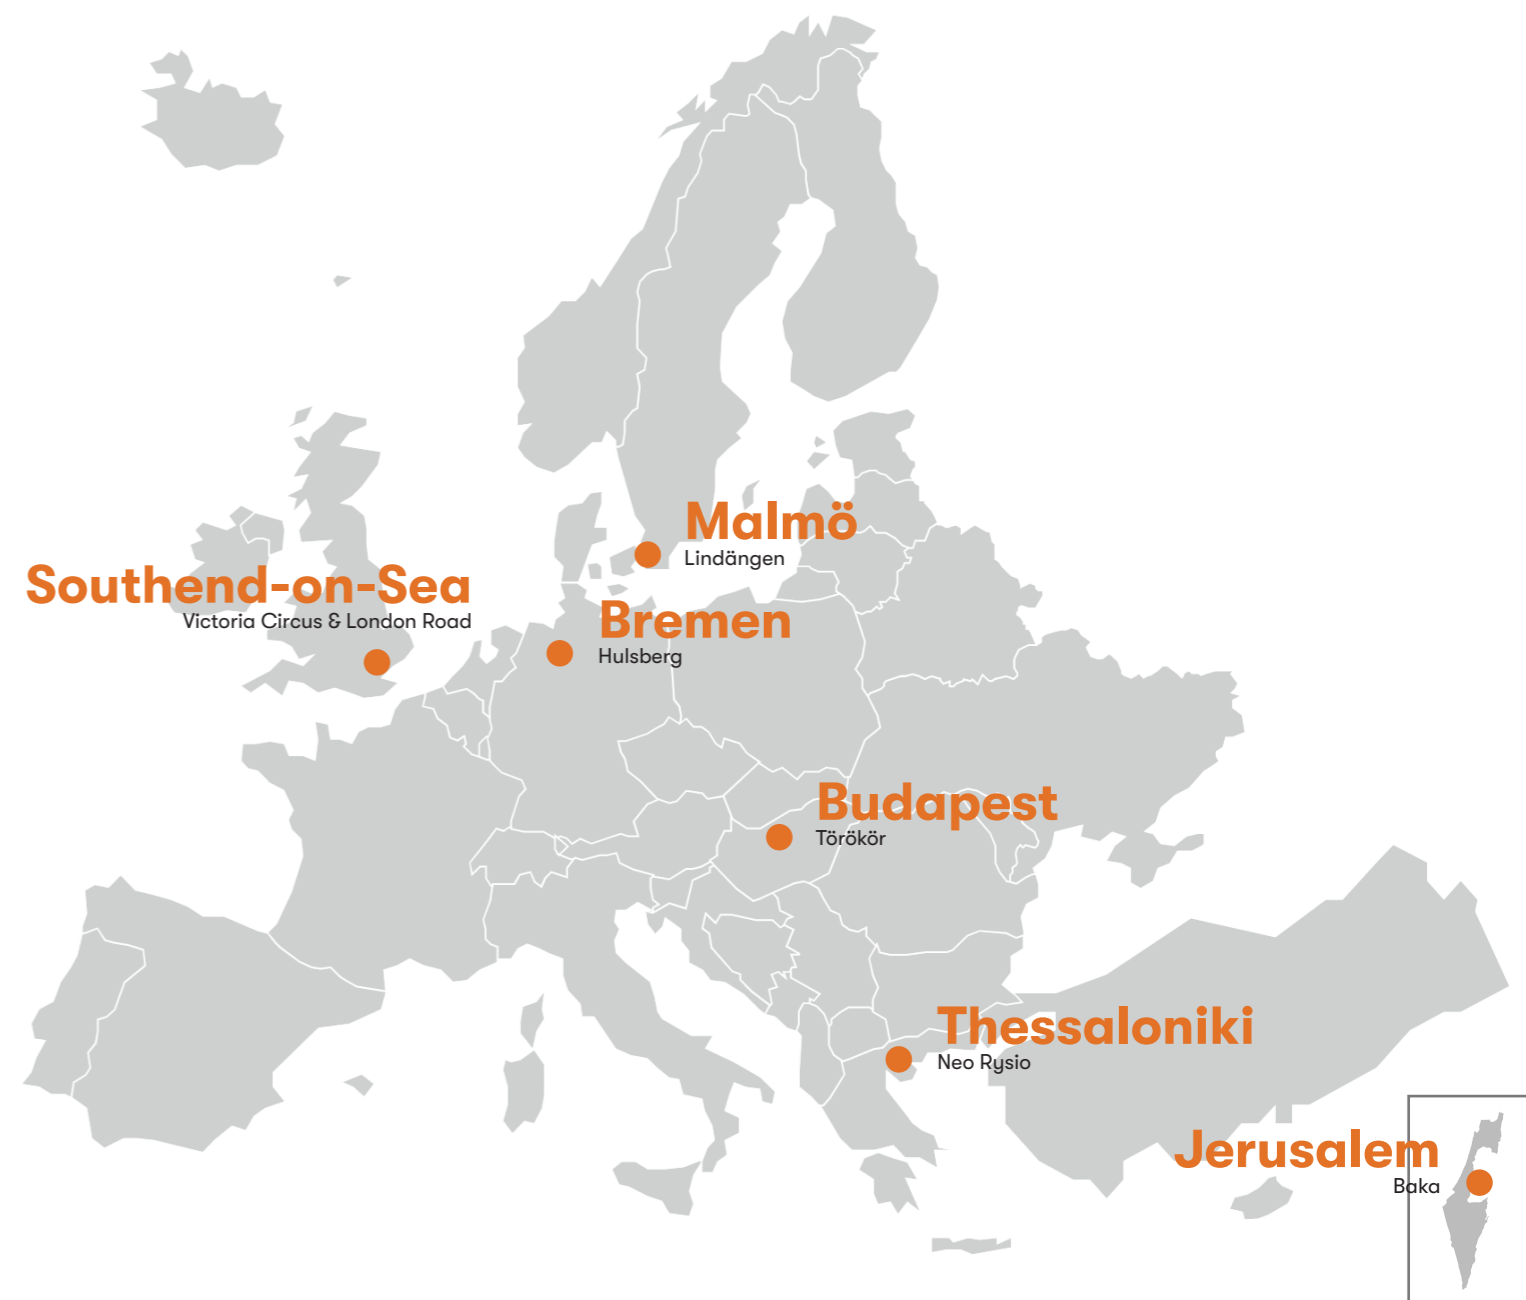 Malmö
Lindängen
Southend-on-Sea
Victoria Circus & London Road
Bremen
Hulsberg
Budapest
Törökör
Thessaloniki
Neo Rysio
Jerusalem
Baka